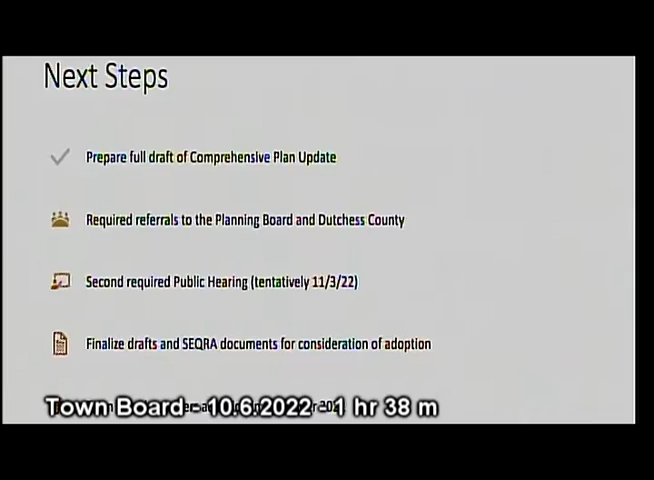 Next Steps
Prepare full draft of Comprehensive Plan Update
Required referrals to the Planning Board and Dutchess County
Second required Public Hearing (tentatively 11/3/22)
Finalize drafts and SEQRA documents for consideration of adoption
Town Board - 10.6.2022 - 1 hr 38 m